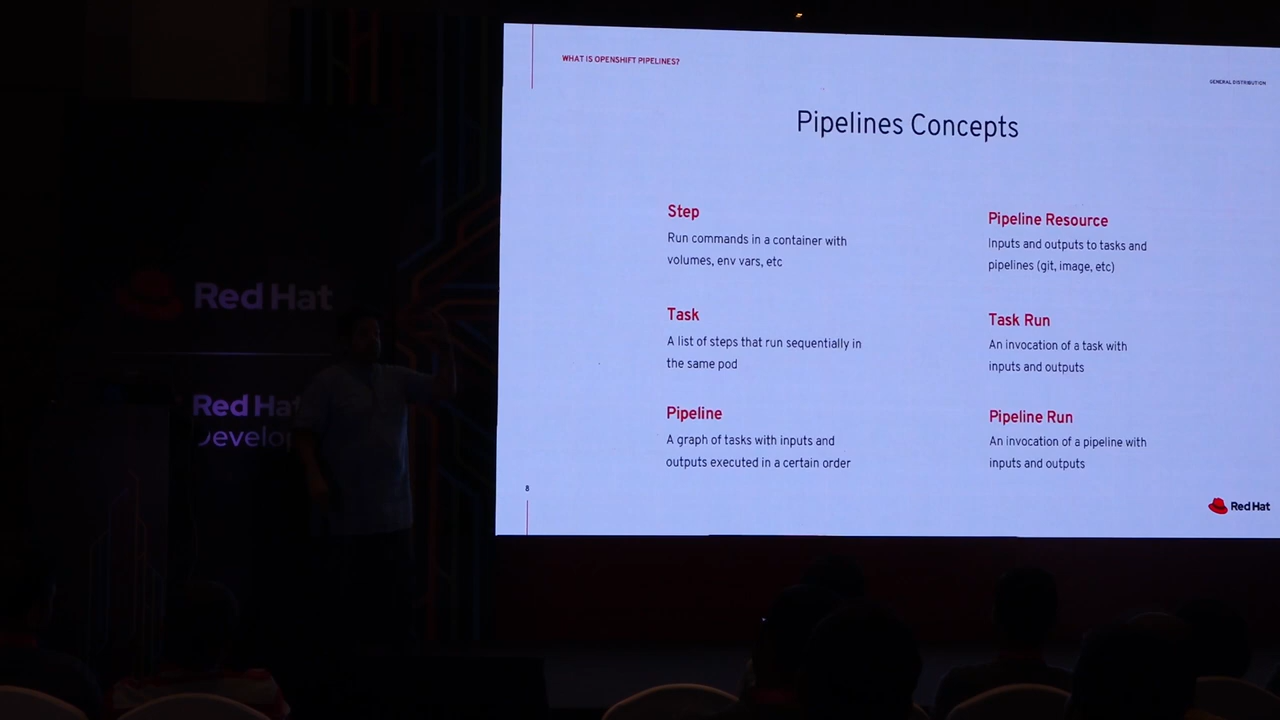 WHAT IS OPENSHIFT PIPELINES?
GENERAL DISTRIBUTION
Pipelines Concepts
Step
Run commands in a container with
volumes, env vars, etc
Task
A list of steps that run sequentially in
the same pod
Pipeline
A graph of tasks with inputs and
outputs executed in a certain order
Pipeline Resource
Inputs and outputs to tasks and
pipelines (git, image, etc)
Task Run
An invocation of a task with
inputs and outputs
Pipeline Run
An invocation of a pipeline with
inputs and outputs
8
Red Hat
Red Hat
Red Hat